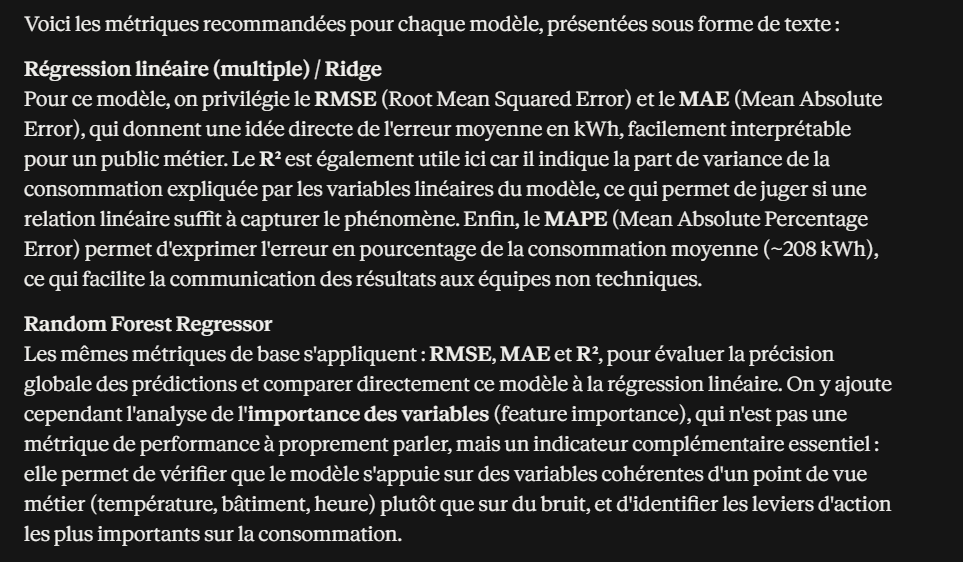 Voici les métriques recommandées pour chaque modèle, présentées sous forme de texte :
Régression linéaire (multiple) / Ridge
Pour ce modèle, on privilégie le RMSE (Root Mean Squared Error) et le MAE (Mean Absolute
Error), qui donnent une idée directe de l'erreur moyenne en kWh, facilement interprétable
pour un public métier. Le R² est également utile ici car il indique la part de variance de la
consommation expliquée par les variables linéaires du modèle, ce qui permet de juger si une
relation linéaire suffit à capturer le phénomène. Enfin, le MAPE (Mean Absolute Percentage
Error) permet d'exprimer l'erreur en pourcentage de la consommation moyenne (~208 kWh),
ce qui facilite la communication des résultats aux équipes non techniques.
Random Forest Regressor
Les mêmes métriques de base s'appliquent : RMSE, MAE et R², pour évaluer la précision
globale des prédictions et comparer directement ce modèle à la régression linéaire. On y ajoute
cependant l'analyse de l'importance des variables (feature importance), qui n'est pas une
métrique de performance à proprement parler, mais un indicateur complémentaire essentiel :
elle permet de vérifier que le modèle s'appuie sur des variables cohérentes d'un point de vue
métier (température, bâtiment, heure) plutôt que sur du bruit, et d'identifier les leviers d'action
les plus importants sur la consommation.